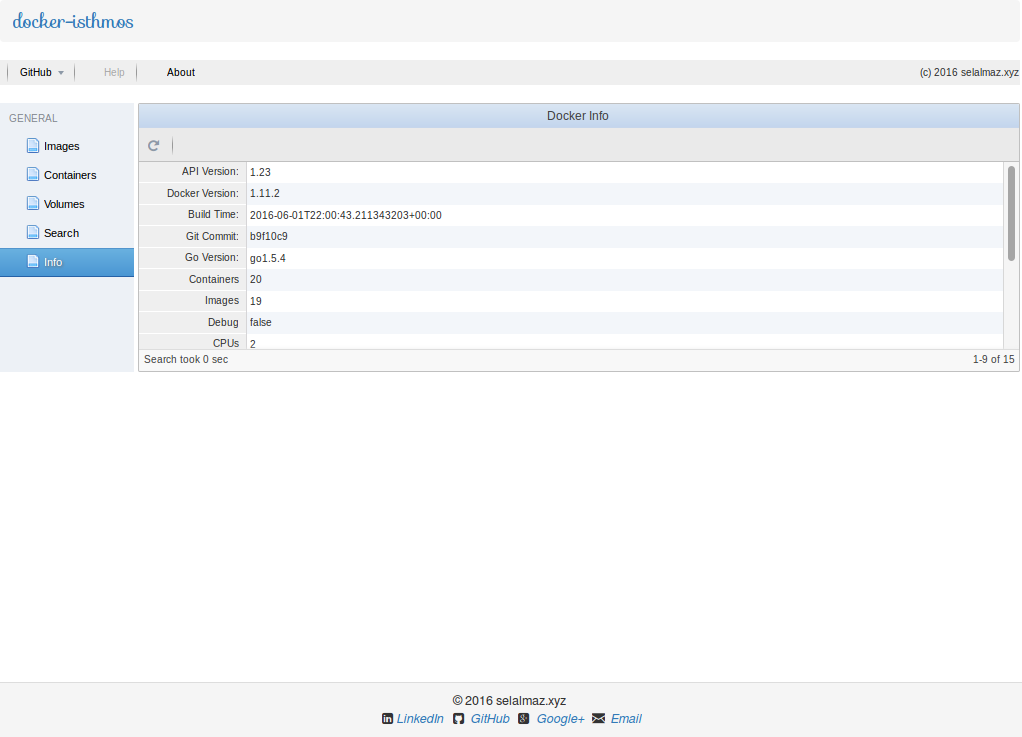 docker-isthmos
GitHub Help About (c) 2016 selalmaz.xyz
GENERAL
Images
Containers
Volumes
Search
Info
Docker Info
API Version: 1.23
Docker Version: 1.11.2
Build Time: 2016-06-01T22:00:43.211343203+00:00
Git Commit: b9f10c9
Go Version: go1.5.4
Containers 20
Images 19
Debug false
CPUs 2
Search took 0 sec 1-9 of 15
© 2016 selalmaz.xyz
LinkedIn GitHub Google+ Email